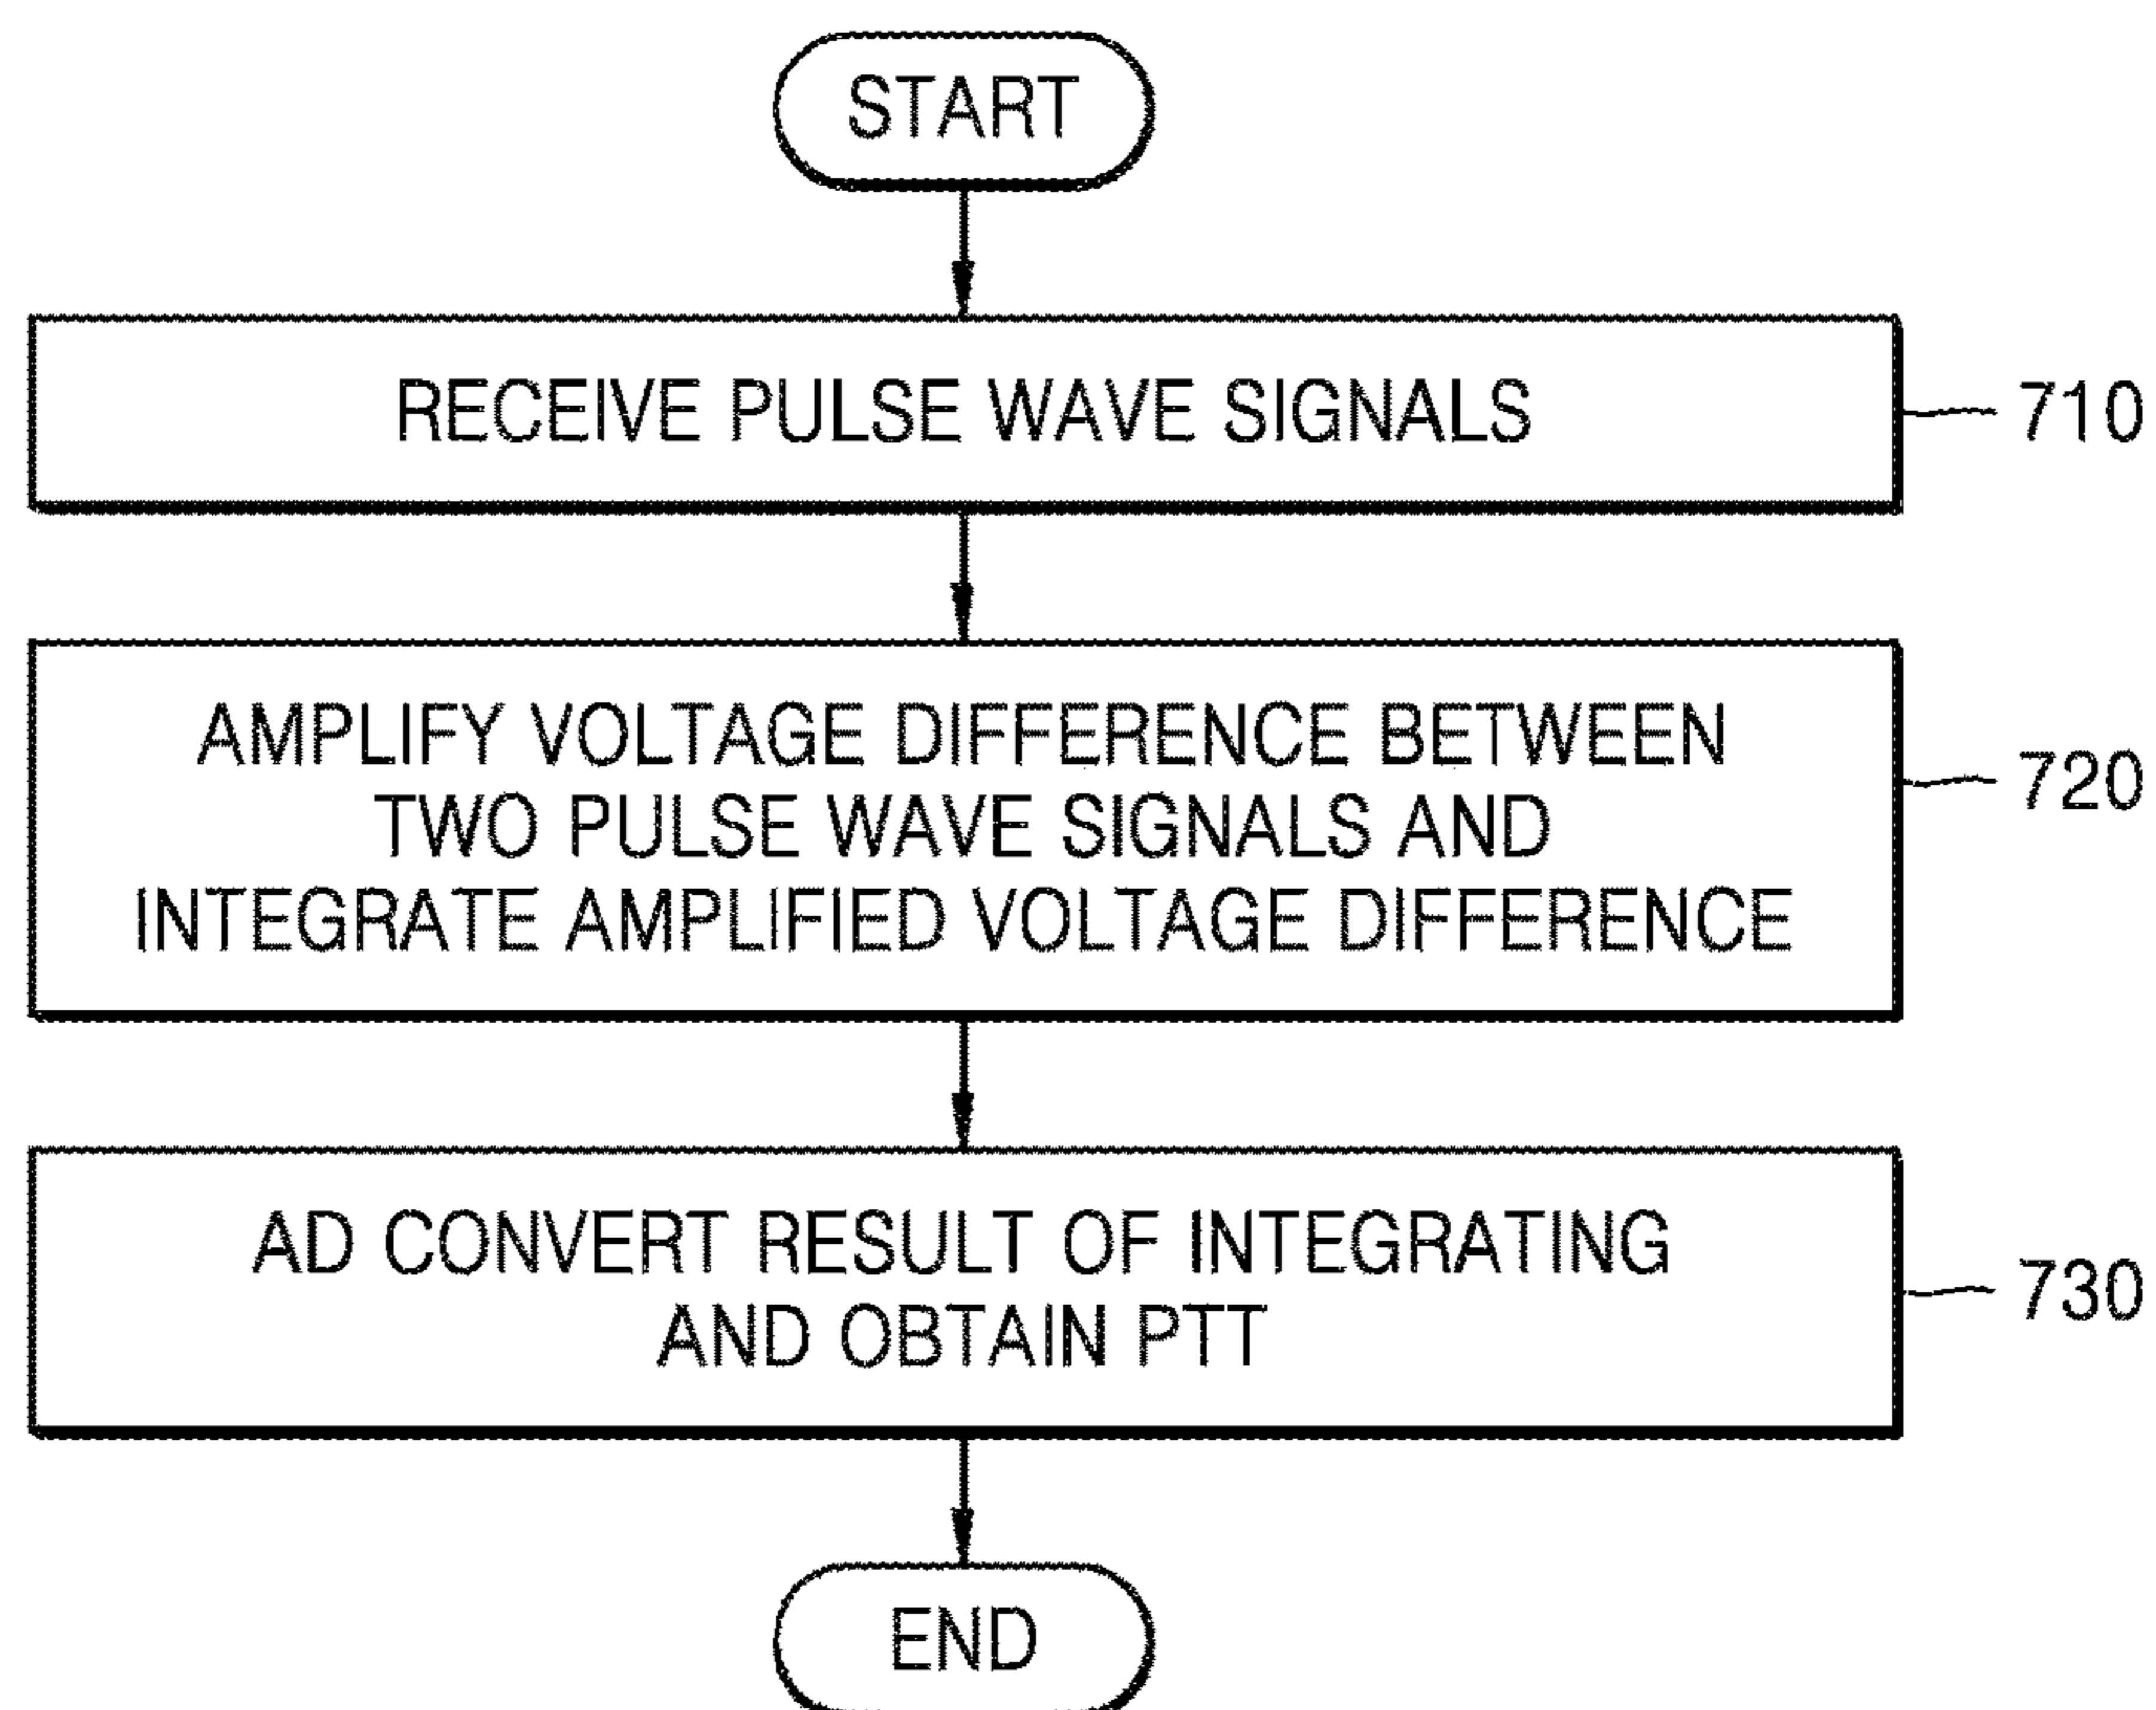 START
RECEIVE PULSE WAVE SIGNALS
710
AMPLIFY VOLTAGE DIFFERENCE BETWEEN
TWO PULSE WAVE SIGNALS AND
INTEGRATE AMPLIFIED VOLTAGE DIFFERENCE
720
AD CONVERT RESULT OF INTEGRATING
AND OBTAIN PTT
730
END